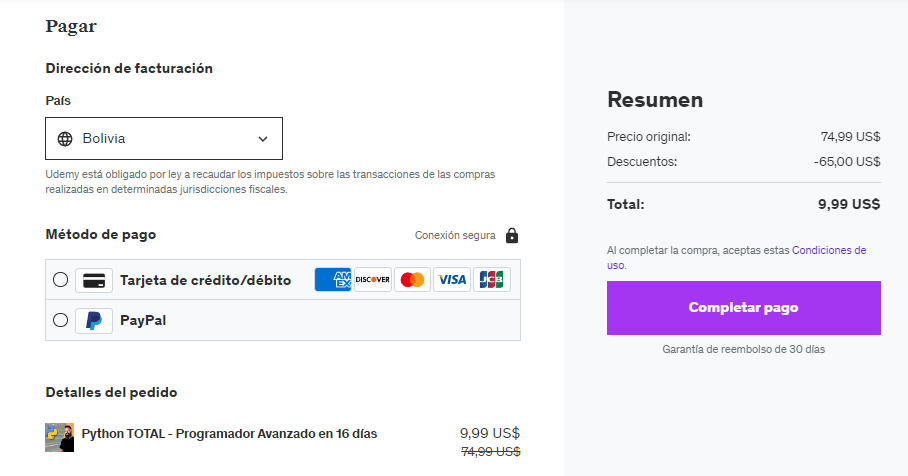 Pagar
Dirección de facturación
País
Bolivia
Udemy está obligado por ley a recaudar los impuestos sobre las transacciones de las compras
realizadas en determinadas jurisdicciones fiscales.
Método de pago
Conexión segura
Tarjeta de crédito/débito
AM
EX
DISCOVER
VISA
JCB
PayPal
Detalles del pedido
Python TOTAL - Programador Avanzado en 16 días
9,99 US$
74,99 US$
Resumen
Precio original:
74,99 US$
Descuentos:
-65,00 US$
Total:
9,99 US$
Al completar la compra, aceptas estas Condiciones de
uso.
Completar pago
Garantía de reembolso de 30 días